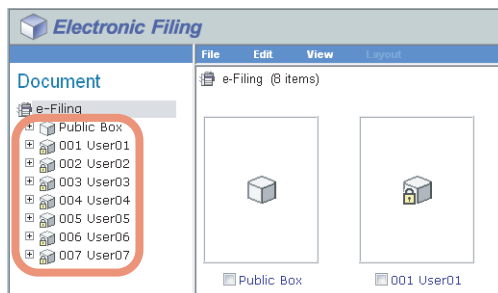 Electronic Filing
File Edit View Layout
Document
e-Filing (8 items)
e-Filing
Public Box
001 User01
002 User02
003 User03
004 User04
005 User05
006 User06
007 User07
Public Box
001 User01